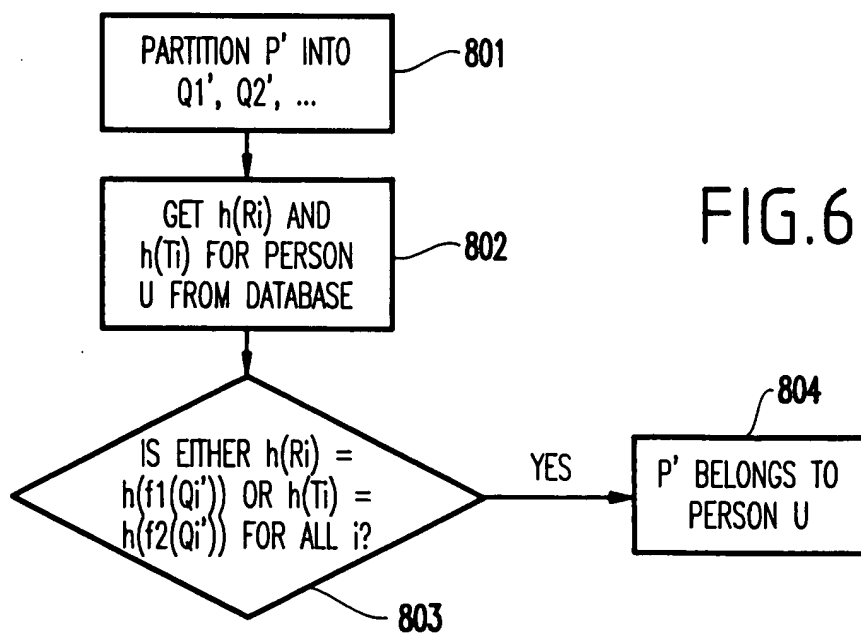 PARTITION P' INTO
Q1', Q2', ...
801
GET h(Ri) AND
h(Ti) FOR PERSON
U FROM DATABASE
802
FIG.6
IS EITHER h(Ri) =
h(f1(Qi')) OR h(Ti) =
h(f2(Qi')) FOR ALL i?
803
YES
804
P' BELONGS TO
PERSON U